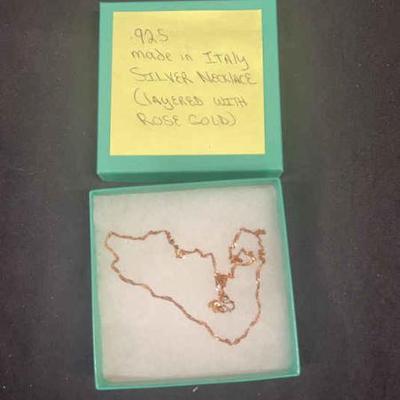 .925
made in ITALY
SILVER NECKLACE
(LAYERED WITH
ROSE GOLD)